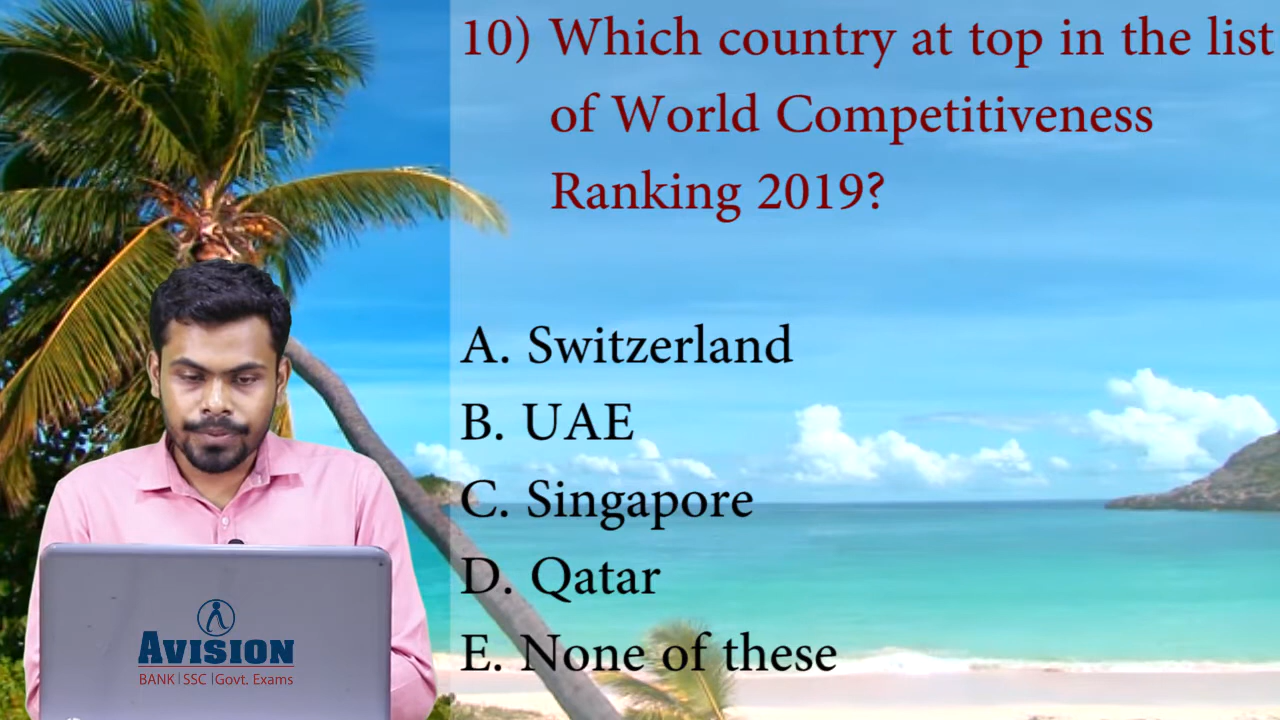 10) Which country at top in the list
of World Competitiveness
Ranking 2019?
A. Switzerland
B. UAE
C. Singapore
D. Qatar
E. None of these
AVISION
BANK | SSC | Govt. Exams